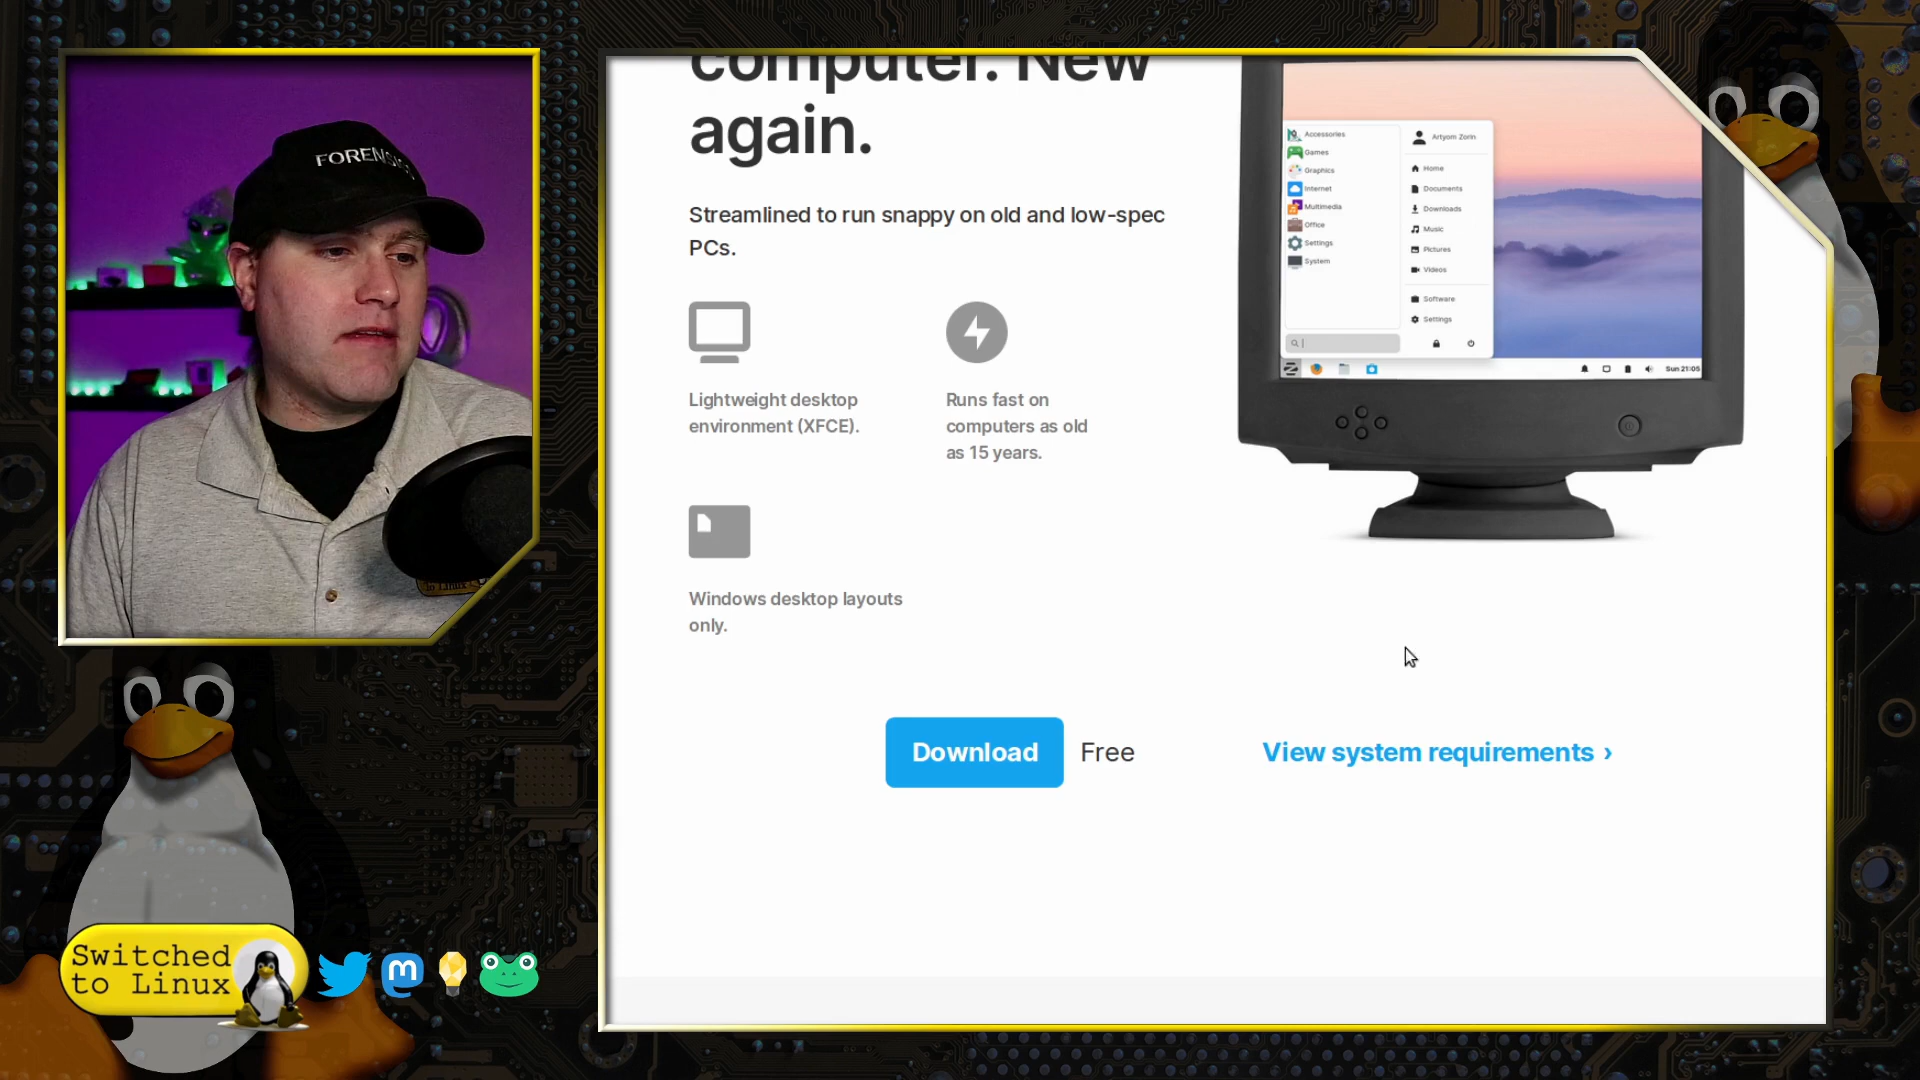 computer. New
again.
Streamlined to run snappy on old and low-spec
PCs.
Lightweight desktop
environment (XFCE).
Runs fast on
computers as old
as 15 years.
Windows desktop layouts
only.
Download
Free
View system requirements ›
Accessories
Games
Graphics
Internet
Multimedia
Office
Settings
System
Artyom Zorin
Home
Documents
Downloads
Music
Pictures
Videos
Software
Settings
Sun 21:05
Switched
to Linux